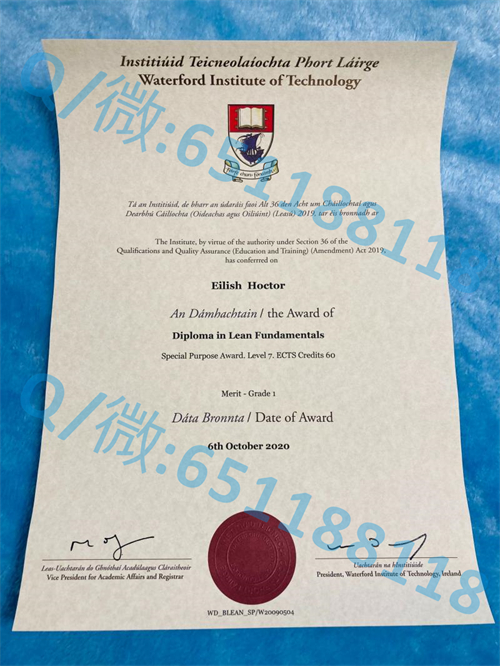 Institiúid Teicneolaíochta Phort Láirge
Waterford Institute of Technology
Tá an Institiúid, de bharr an údaráis faoi Alt 36 den Acht um Cháilíochtaí agus
Dearbhú Cáilíochta (Oideachas agus Oiliúint) (Leasú) 2019, tar éis bronnadh ar
The Institute, by virtue of the authority under Section 36 of the
Qualifications and Quality Assurance (Education and Training) (Amendment) Act 2019,
has conferred on
Eilish Hoctor
An Dámhachtain / the Award of
Diploma in Lean Fundamentals
Special Purpose Award. Level 7. ECTS Credits 60
Merit - Grade 1
Dáta Bronnta / Date of Award
6th October 2020
Leas-Uachtarán do Ghnóthaí Acadúla agus Cláraitheoir
Vice President for Academic Affairs and Registrar
Uachtarán na hInstitiúide
President, Waterford Institute of Technology, Ireland
WD_BLEAN_SP/W20090504
Q/微:651188118
Q/微:651188118